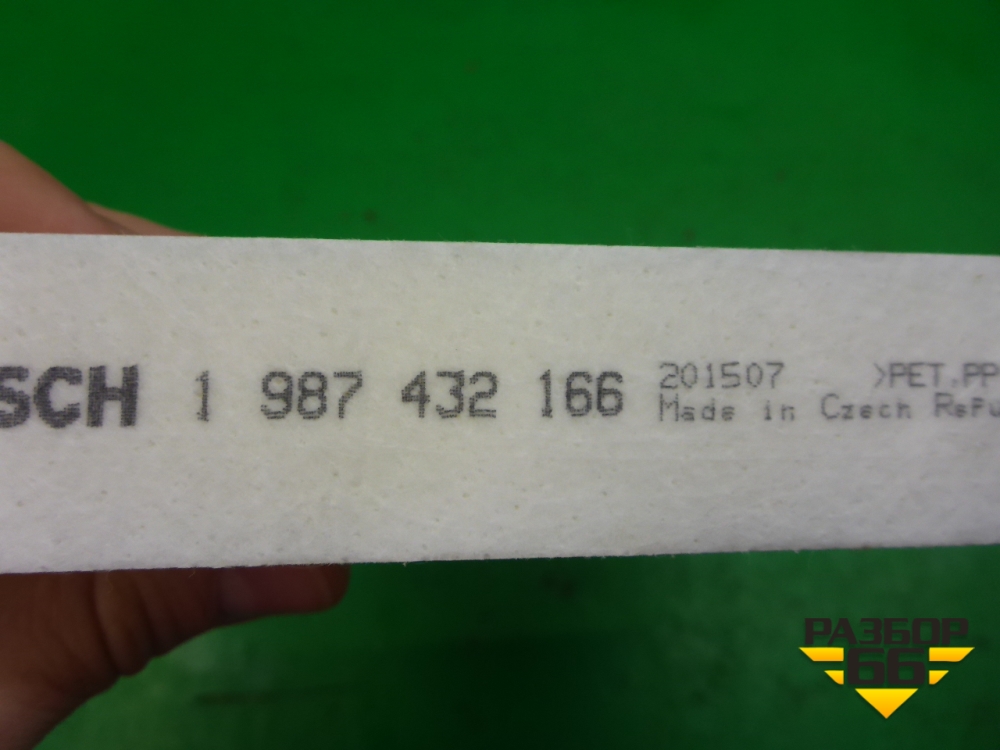 SCH 1 987 432 166
201507 >PET.PP
Made in Czech
РАЗБОР
66